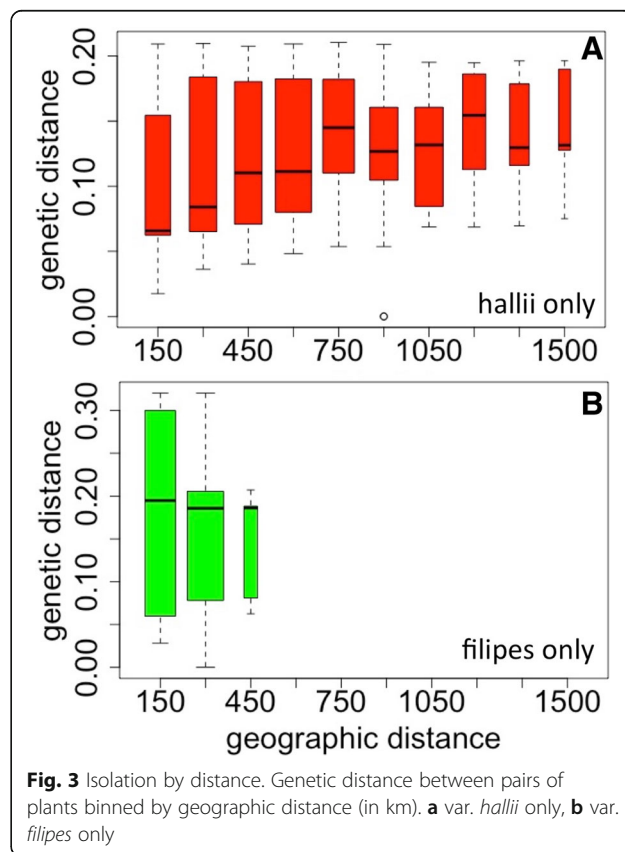 A
genetic distance
0.00 0.10 0.20
hallii only
150 450 750 1050 1500
B
genetic distance
0.00 0.10 0.20 0.30
filipes only
150 450 750 1050 1500
geographic distance
Fig. 3 Isolation by distance. Genetic distance between pairs of
plants binned by geographic distance (in km). a var. hallii only, b var.
filipes only